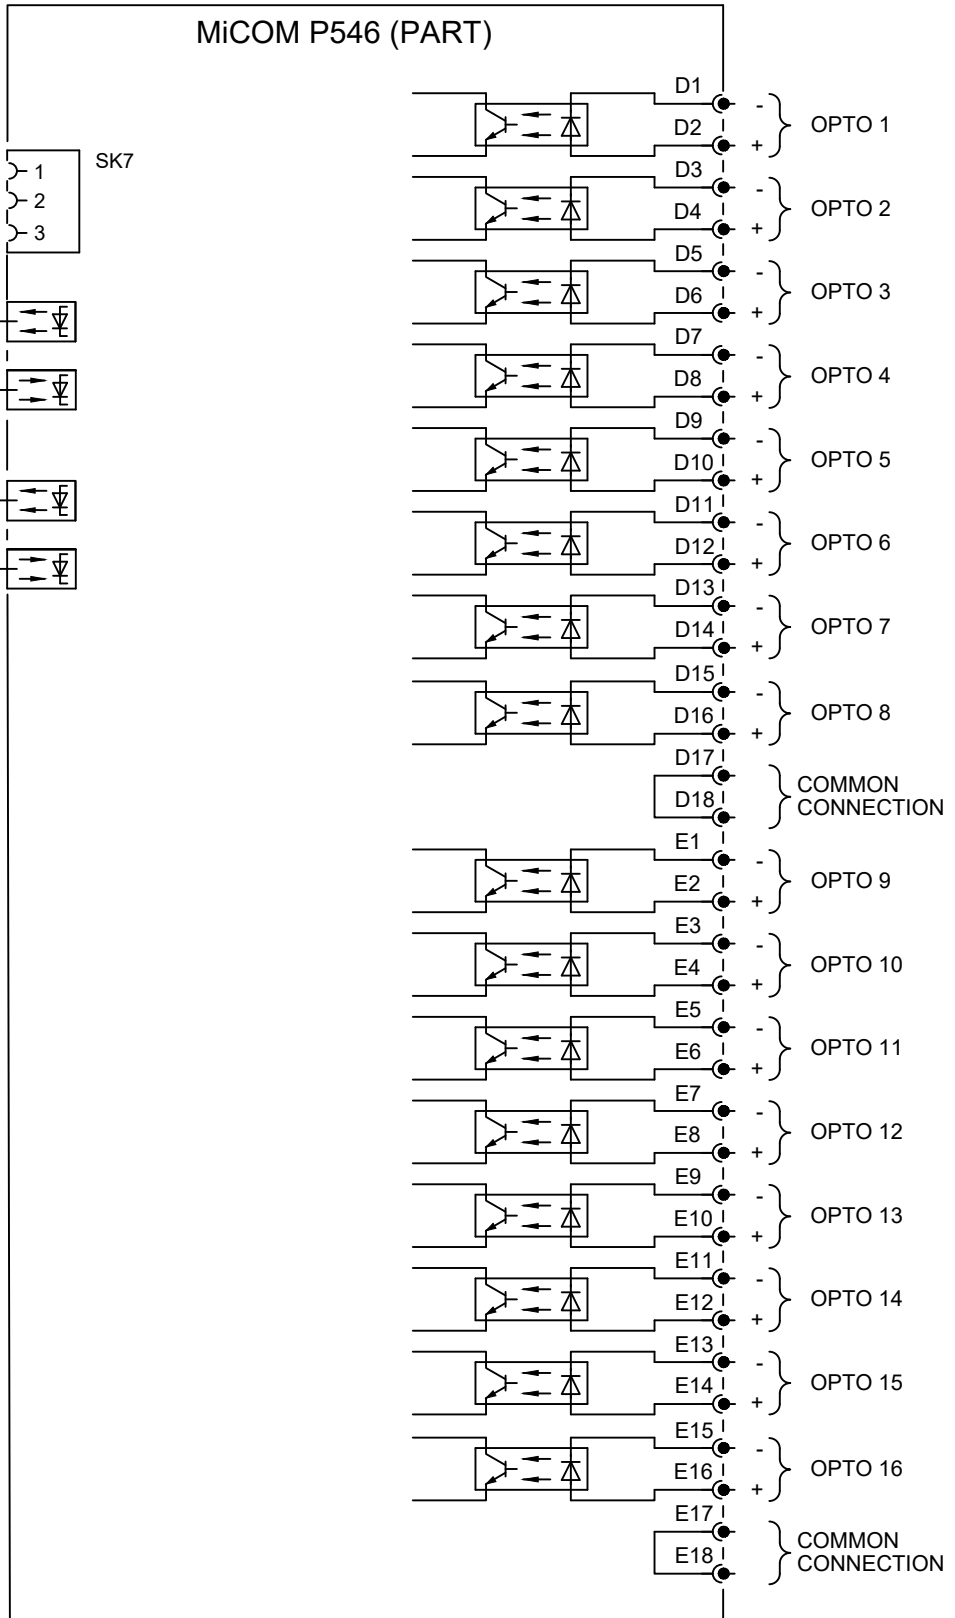 MiCOM P546 (PART)
SK7
1
2
3
D1 -
D2 +
OPTO 1
D3 -
D4 +
OPTO 2
D5 -
D6 +
OPTO 3
D7 -
D8 +
OPTO 4
D9 -
D10 +
OPTO 5
D11 -
D12 +
OPTO 6
D13 -
D14 +
OPTO 7
D15 -
D16 +
OPTO 8
D17
D18
COMMON
CONNECTION
E1 -
E2 +
OPTO 9
E3 -
E4 +
OPTO 10
E5 -
E6 +
OPTO 11
E7 -
E8 +
OPTO 12
E9 -
E10 +
OPTO 13
E11 -
E12 +
OPTO 14
E13 -
E14 +
OPTO 15
E15 -
E16 +
OPTO 16
E17
E18
COMMON
CONNECTION